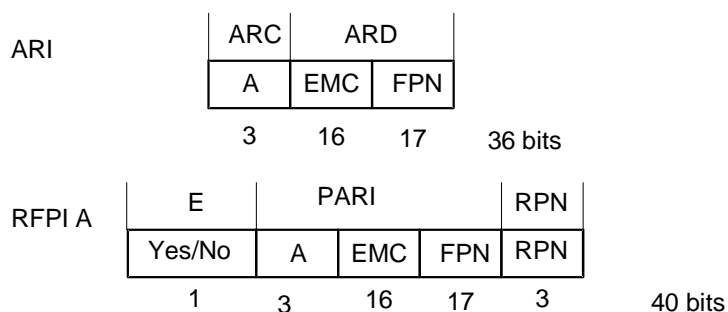 ARC ARD
ARI
A EMC FPN
3 16 17 36 bits
E PARI RPN
RFPI A
Yes/No A EMC FPN RPN
1 3 16 17 3 40 bits